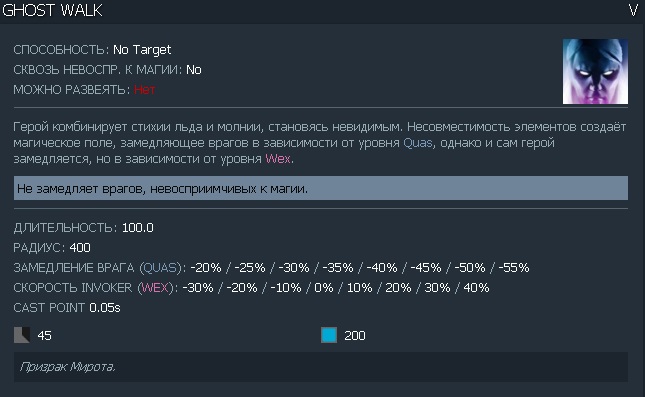 GHOST WALK V
СПОСОБНОСТЬ: No Target
СКВОЗЬ НЕВОСПР. К МАГИИ: No
МОЖНО РАЗВЕЯТЬ: Нет
Герой комбинирует стихии льда и молнии, становясь невидимым. Несовместимость элементов создаёт
магическое поле, замедляющее врагов в зависимости от уровня Quas, однако и сам герой
замедляется, но в зависимости от уровня Wex.
Не замедляет врагов, невосприимчивых к магии.
ДЛИТЕЛЬНОСТЬ: 100.0
РАДИУС: 400
ЗАМЕДЛЕНИЕ ВРАГА (QUAS): -20% / -25% / -30% / -35% / -40% / -45% / -50% / -55%
СКОРОСТЬ INVOKER (WEX): -30% / -20% / -10% / 0% / 10% / 20% / 30% / 40%
CAST POINT 0.05s
45 200
Призрак Мирота.